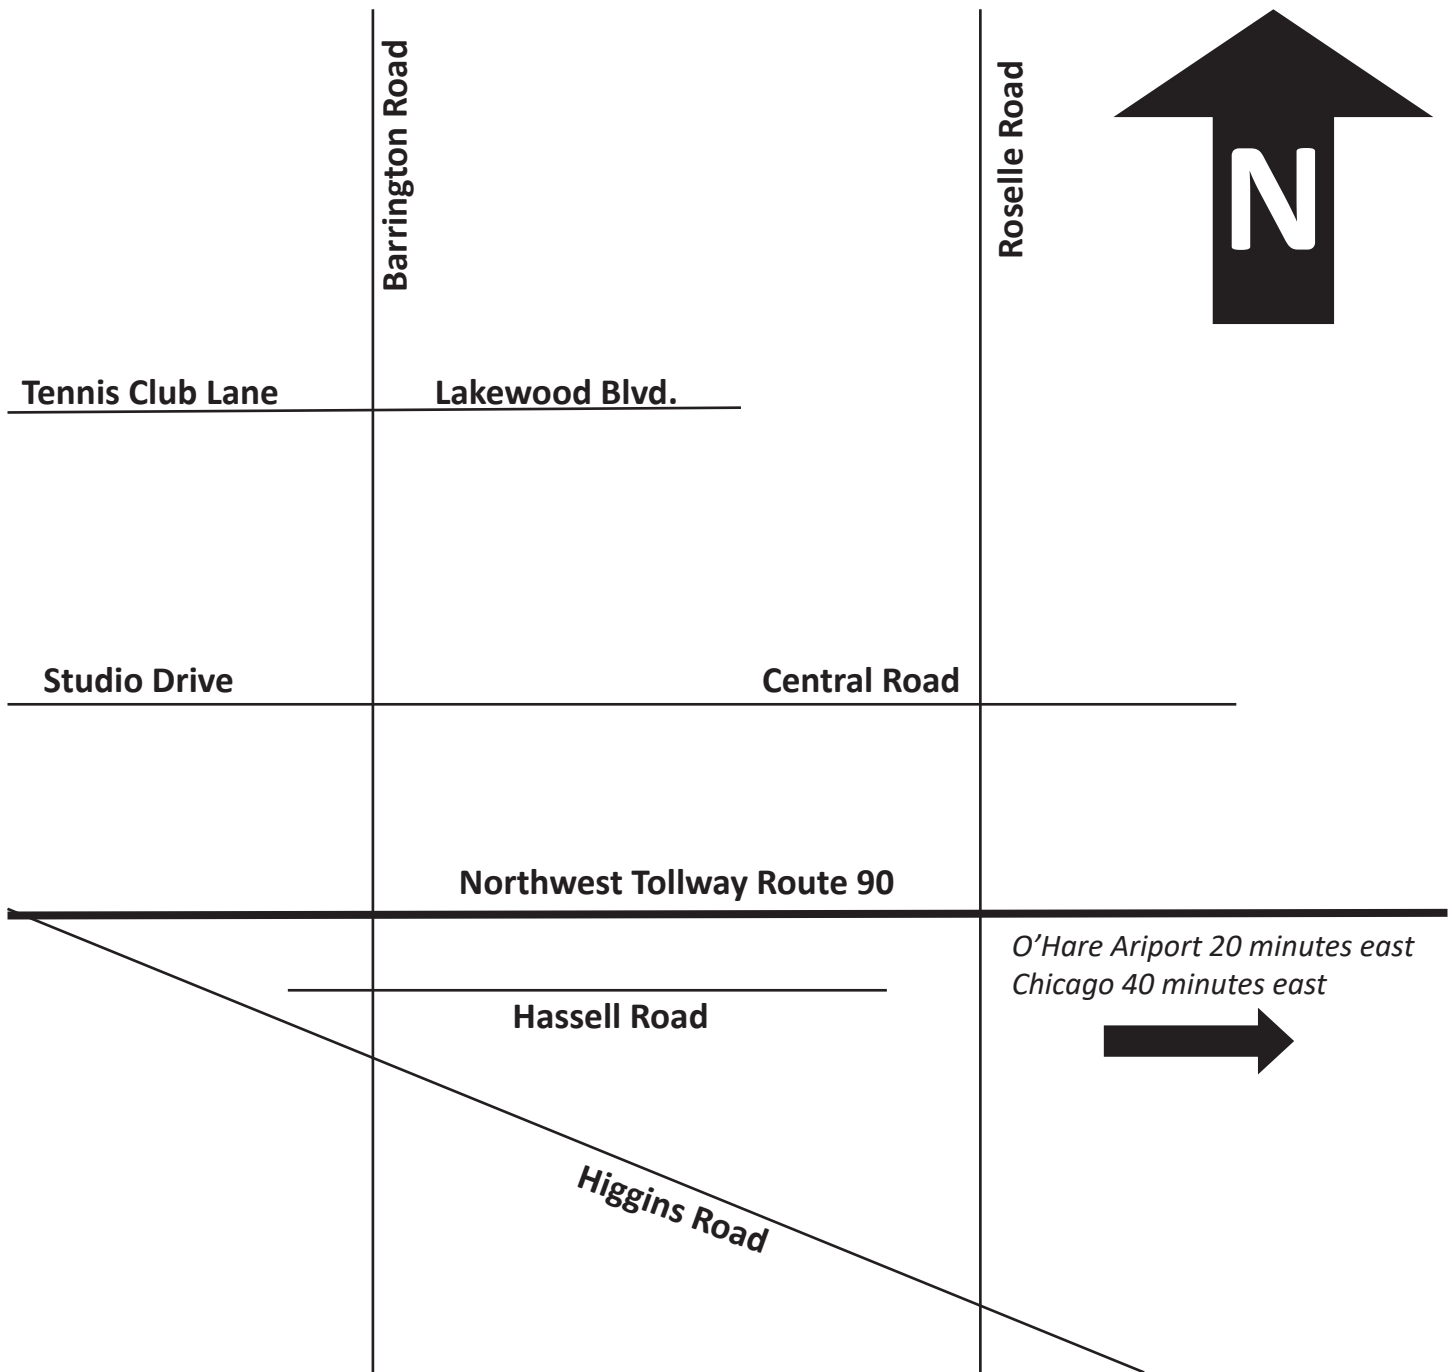 Barrington Road
Roselle Road
N
Tennis Club Lane
Lakewood Blvd.
Studio Drive
Central Road
Northwest Tollway Route 90
O’Hare Ariport 20 minutes east
Chicago 40 minutes east
Hassell Road
Higgins Road